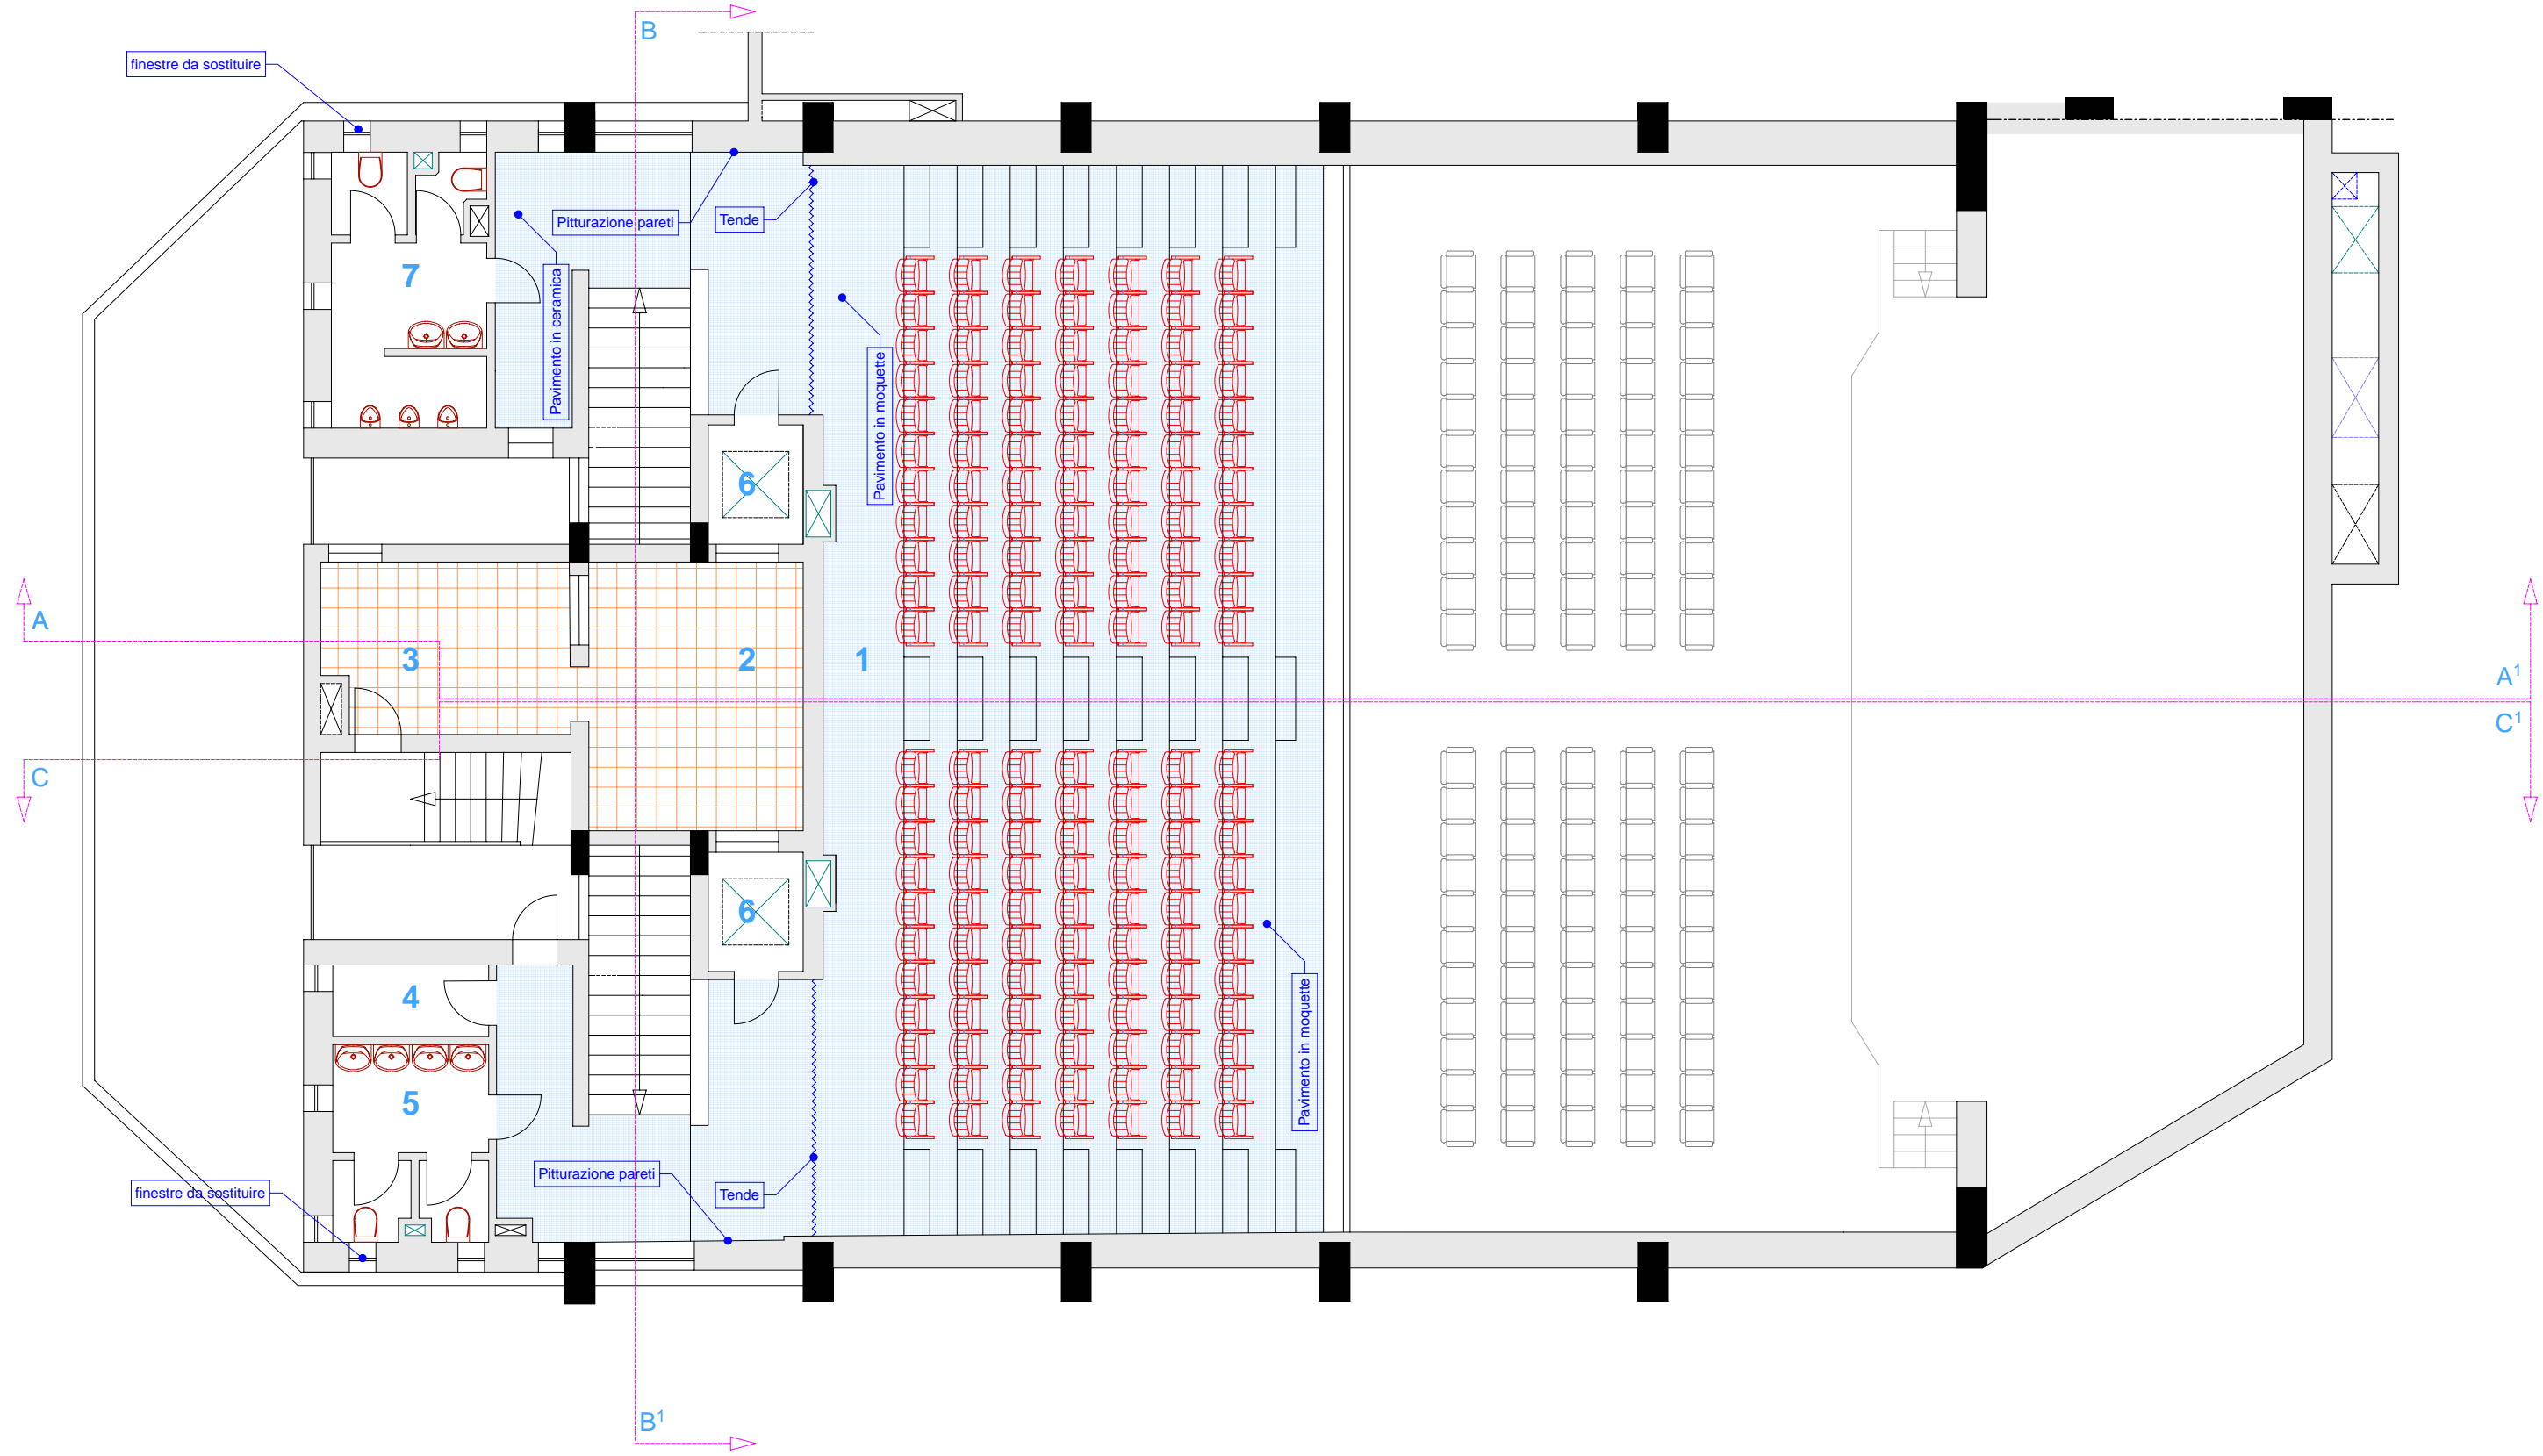 B
finestre da sostituire
Pitturazione pareti
Tende
7
Pavimento in ceramica
Pavimento in moquette
6
A
3
2
1
A¹
C¹
C
6
4
Pavimento in moquette
5
Pitturazione pareti
finestre da sostituire
Tende
B¹